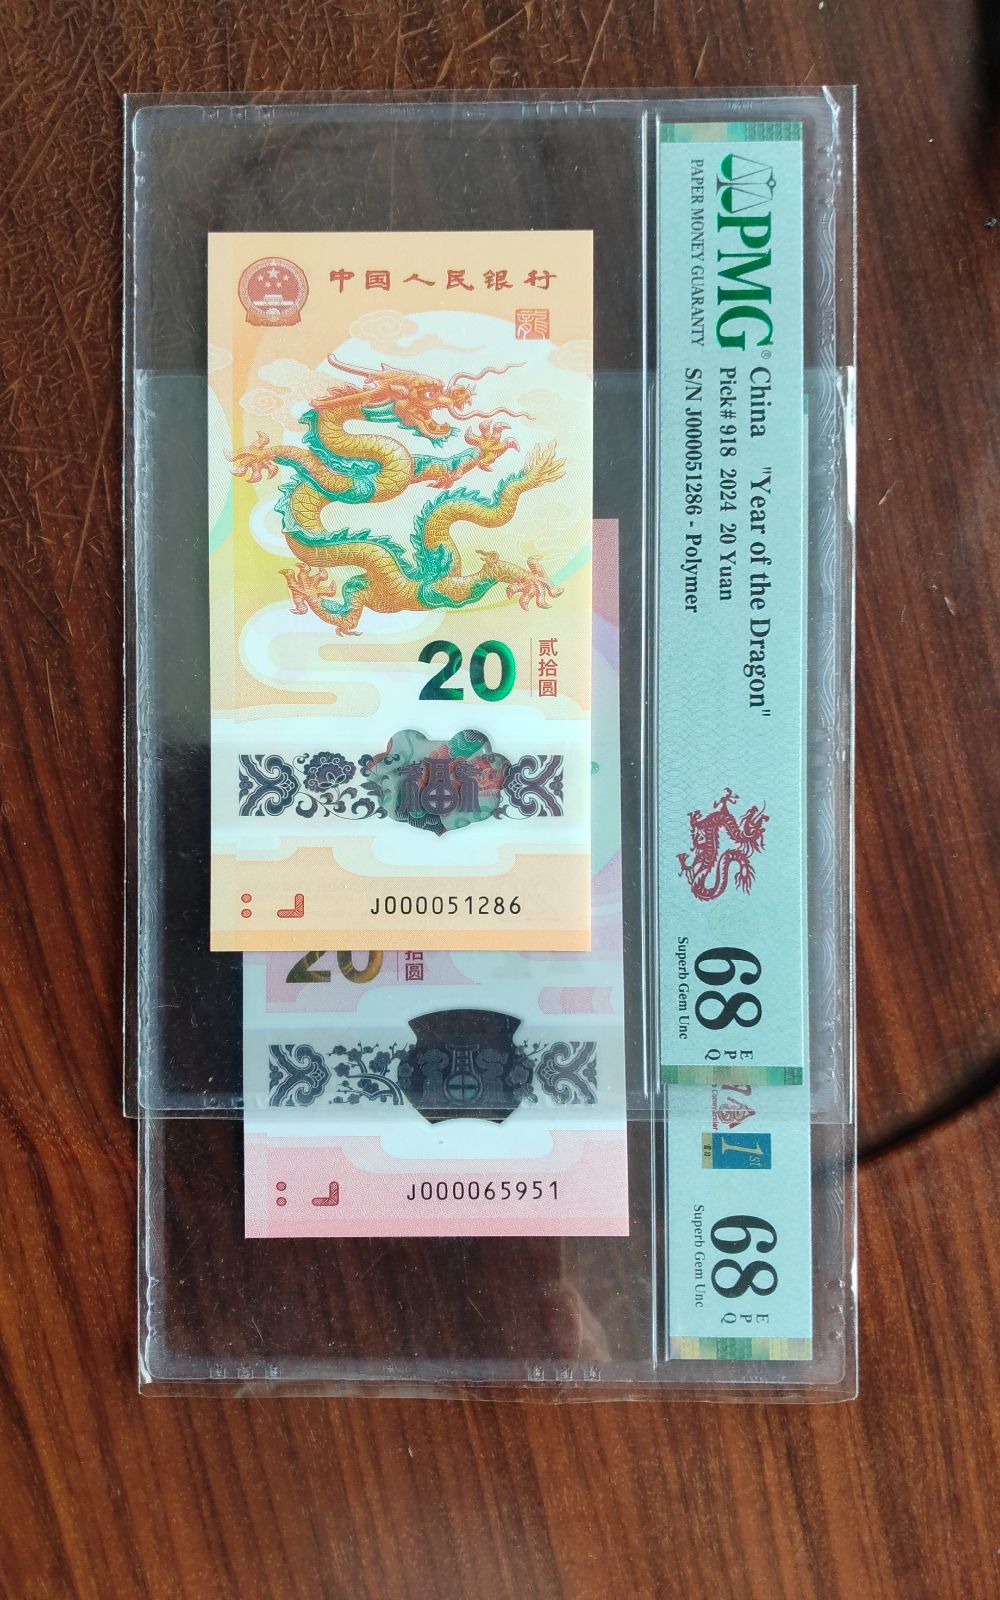 中国人民银行
龍
20
贰拾圆
福
J000051286
20
拾圆
J000065951
PMG®
PAPER MONEY GUARANTY
China "Year of the Dragon"
Pick# 918 2024 20 Yuan
S/N J000051286 - Polymer
68 EPQ
Superb Gem Unc
1st
68 EPQ
Superb Gem Unc